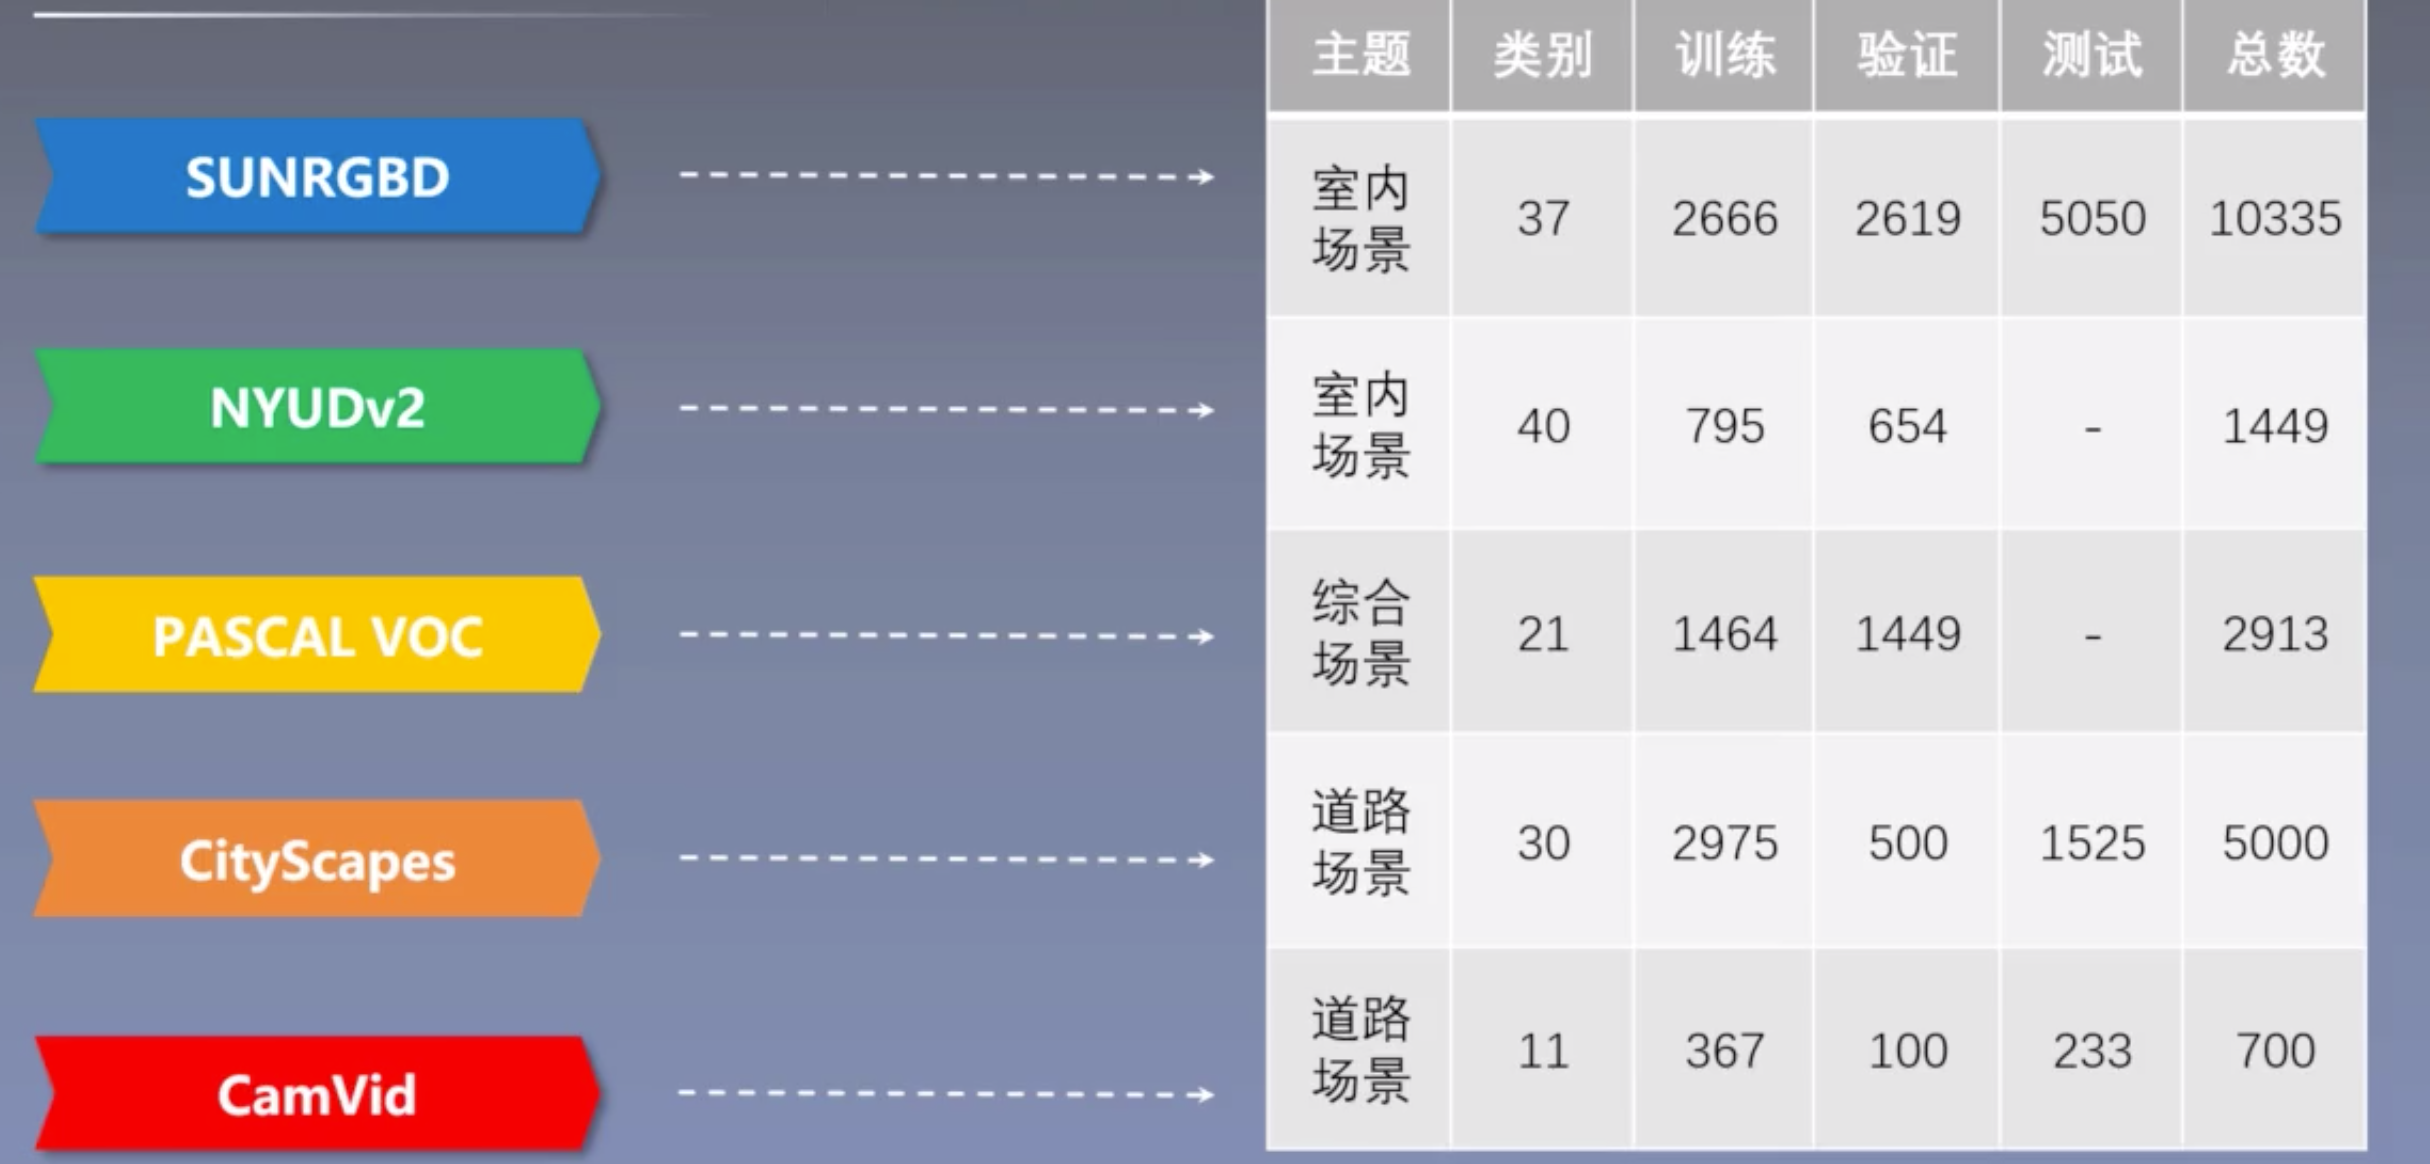 主题 类别 训练 验证 测试 总数
SUNRGBD
室内
场景
37 2666 2619 5050 10335
NYUDv2
室内
场景
40 795 654 - 1449
PASCAL VOC
综合
场景
21 1464 1449 - 2913
CityScapes
道路
场景
30 2975 500 1525 5000
CamVid
道路
场景
11 367 100 233 700